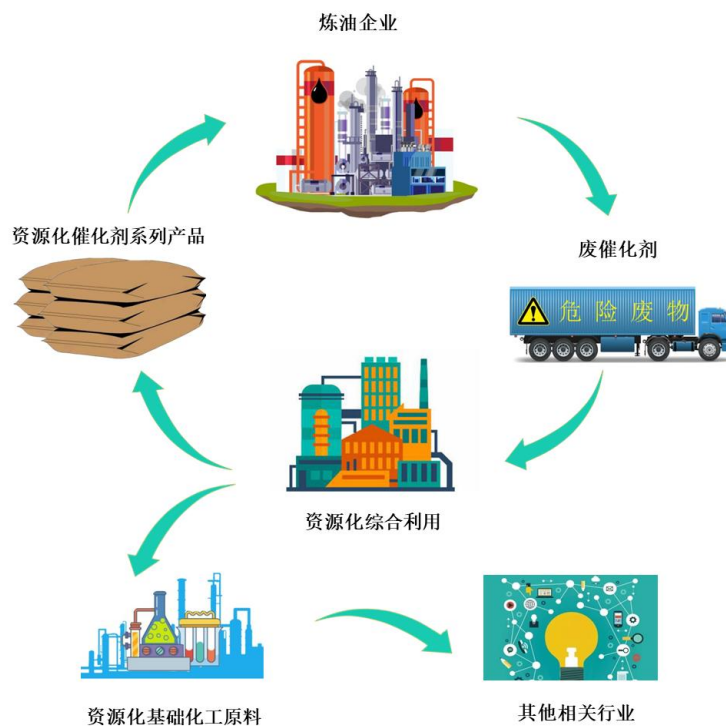 炼油企业
资源化催化剂系列产品
废催化剂
危险废物
资源化综合利用
资源化基础化工原料
其他相关行业